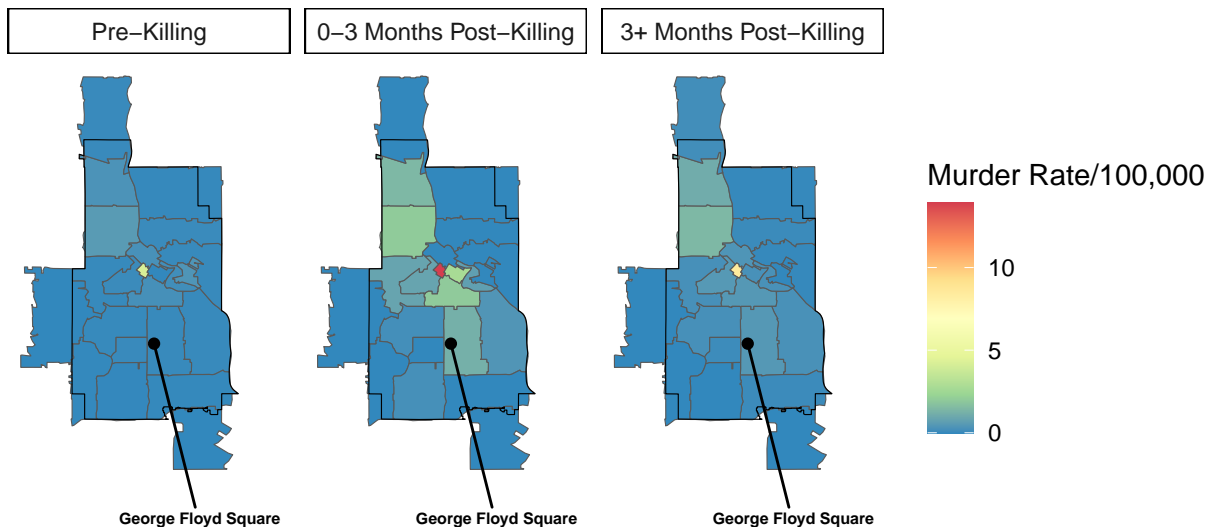 Pre−Killing
0−3 Months Post−Killing
3+ Months Post−Killing
Murder Rate/100,000
10
5
0
George Floyd Square
George Floyd Square
George Floyd Square